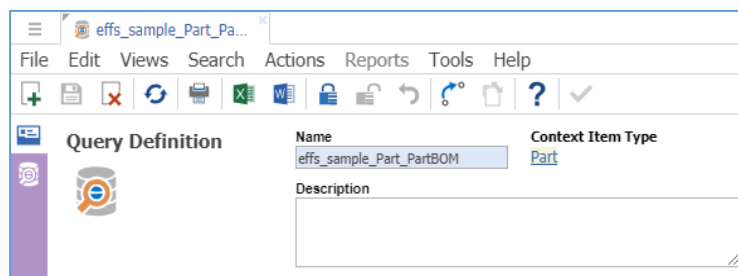 effs_sample_Part_Pa...
File Edit Views Search Actions Reports Tools Help
Query Definition
Name
effs_sample_Part_PartBOM
Context Item Type
Part
Description